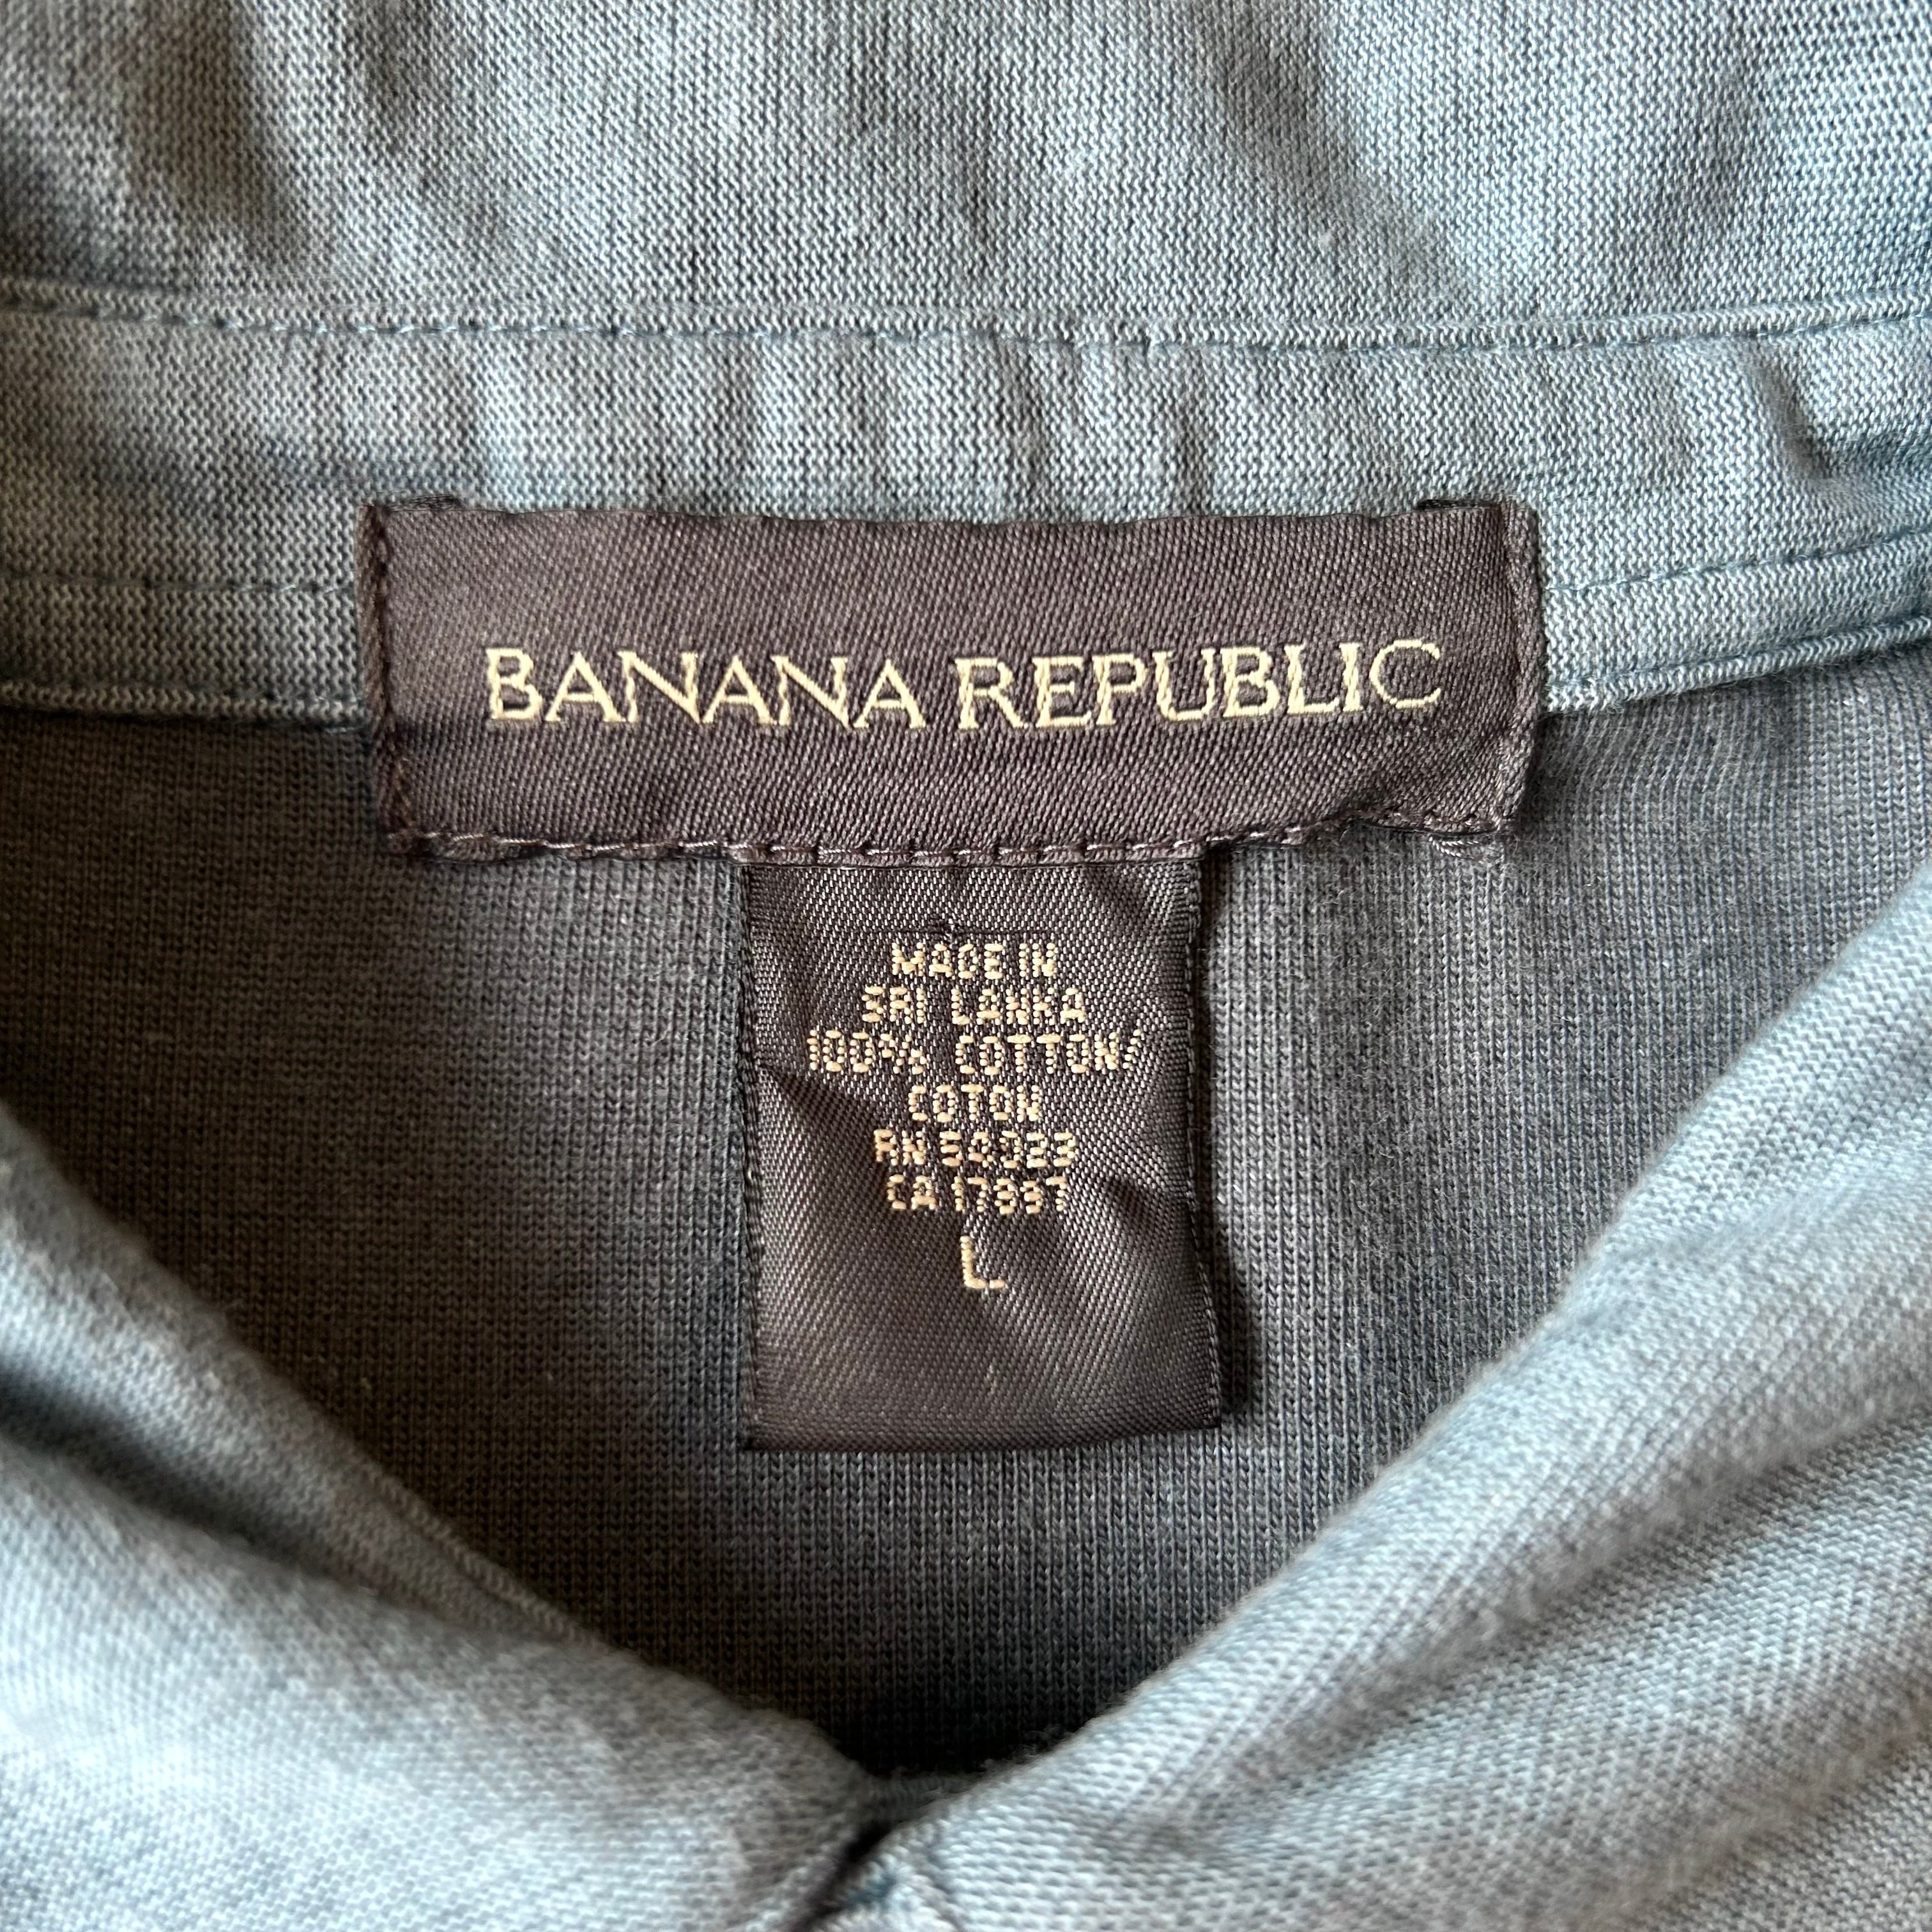 BANANA REPUBLIC
MADE IN
SRI LANKA
100% COTTON/
COTON
RN 54023
CA 17897
L